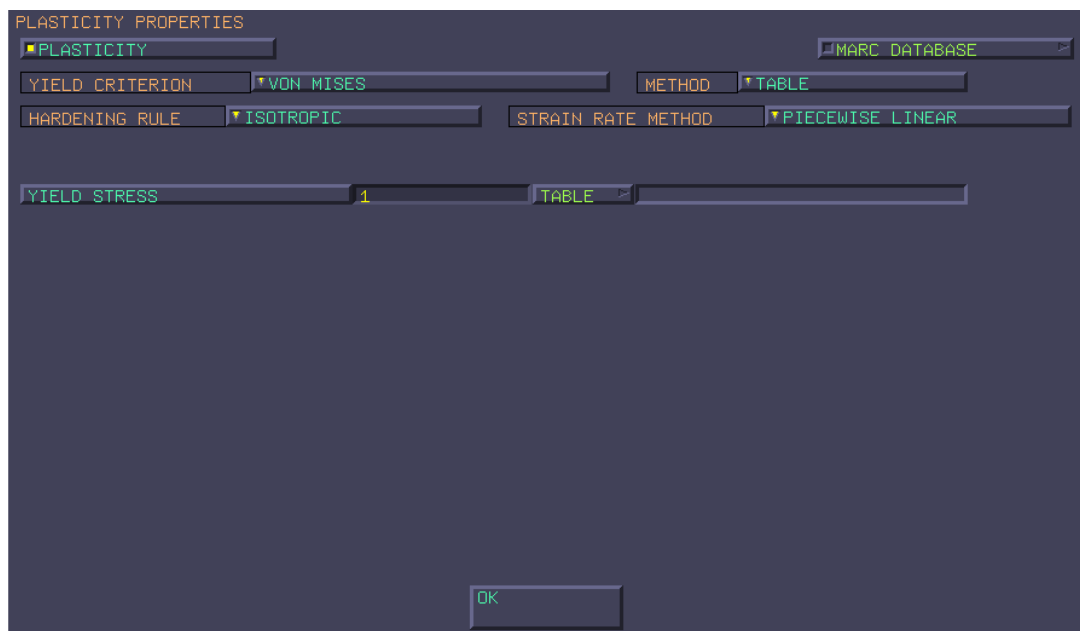 PLASTICITY PROPERTIES
PLASTICITY MARC DATABASE
YIELD CRITERION VON MISES METHOD TABLE
HARDENING RULE ISOTROPIC STRAIN RATE METHOD PIECEWISE LINEAR
YIELD STRESS 1 TABLE
OK